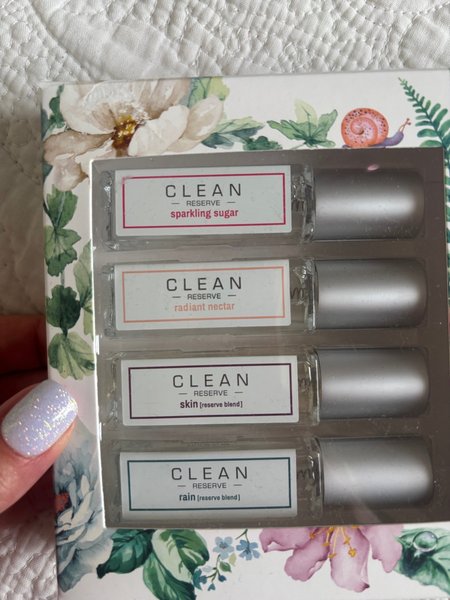 CLEAN
— RESERVE —
sparkling sugar
CLEAN
— RESERVE —
radiant nectar
CLEAN
— RESERVE —
skin [reserve blend]
CLEAN
— RESERVE —
rain [reserve blend]